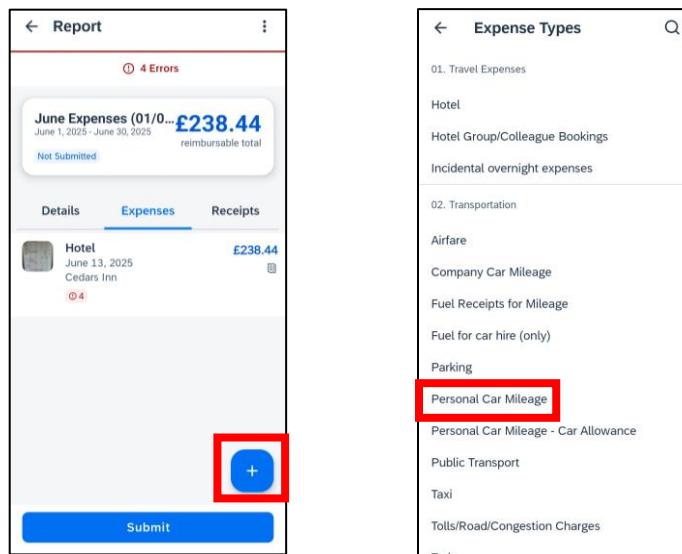 Report
4 Errors
June Expenses (01/0...
£238.44
June 1, 2025 - June 30, 2025
reimbursable total
Not Submitted
Details Expenses Receipts
Hotel
£238.44
June 13, 2025
Cedars Inn
4
+
Submit
Expense Types
01. Travel Expenses
Hotel
Hotel Group/Colleague Bookings
Incidental overnight expenses
02. Transportation
Airfare
Company Car Mileage
Fuel Receipts for Mileage
Fuel for car hire (only)
Parking
Personal Car Mileage
Personal Car Mileage - Car Allowance
Public Transport
Taxi
Tolls/Road/Congestion Charges